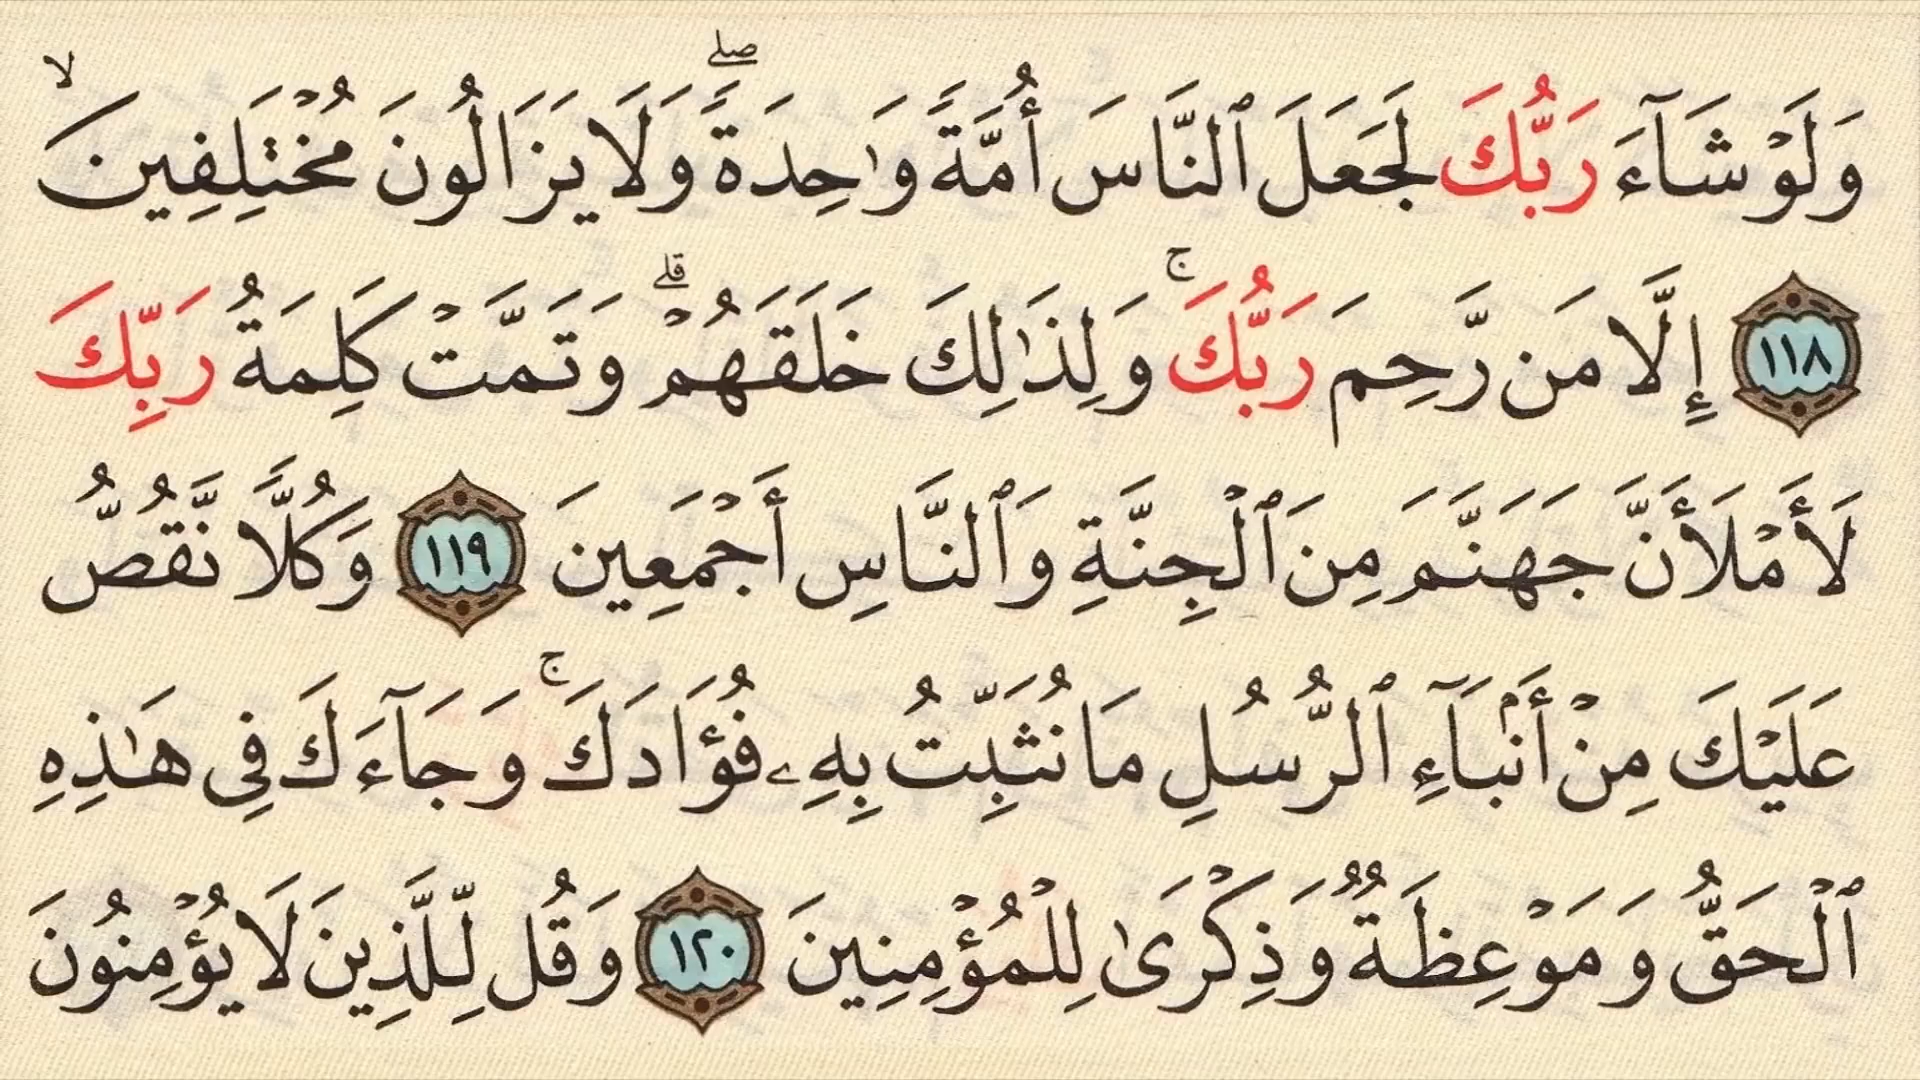 وَلَوْ شَآءَ رَبُّكَ لَجَعَلَ ٱلنَّاسَ أُمَّةً وَٰحِدَةً ۖ وَلَا يَزَالُونَ مُخْتَلِفِينَ ۙ
١١٨ إِلَّا مَن رَّحِمَ رَبُّكَ ۚ وَلِذَٰلِكَ خَلَقَهُمْ ۗ وَتَمَّتْ كَلِمَةُ رَبِّكَ
لَأَمْلَأَنَّ جَهَنَّمَ مِنَ ٱلْجِنَّةِ وَٱلنَّاسِ أَجْمَعِينَ ١١٩ وَكُلًّا نَّقُصُّ
عَلَيْكَ مِنْ أَنۢبَآءِ ٱلرُّسُلِ مَا نُثَبِّتُ بِهِۦ فُؤَادَكَ ۚ وَجَآءَكَ فِى هَٰذِهِ
ٱلْحَقُّ وَمَوْعِظَةٌ وَذِكْرَىٰ لِلْمُؤْمِنِينَ ١٢٠ وَقُل لِّلَّذِينَ لَا يُؤْمِنُونَ